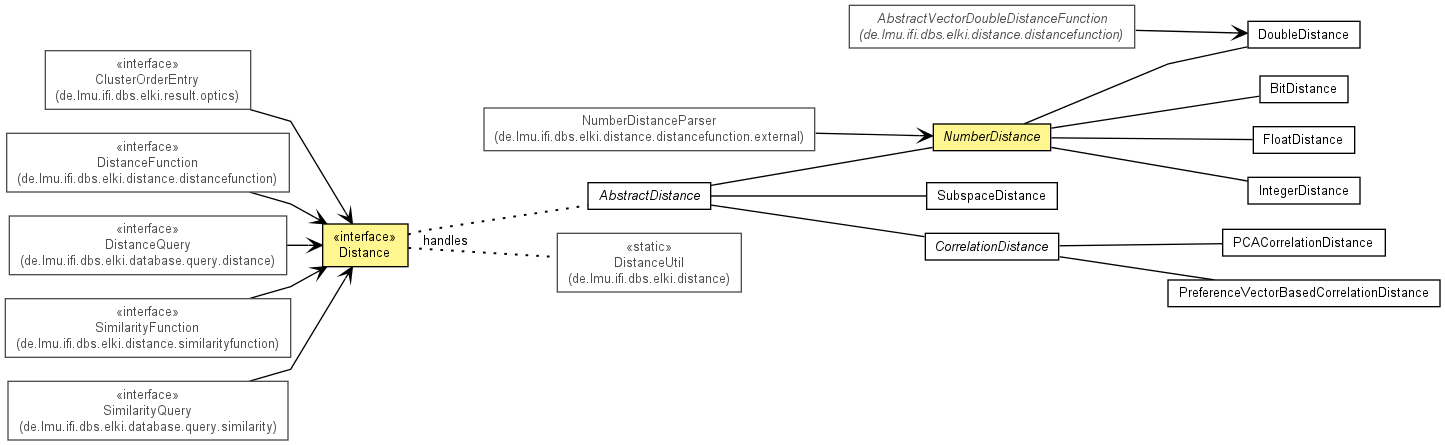 «interface»
ClusterOrderEntry
(de.lmu.ifi.dbs.elki.result.optics)
«interface»
DistanceFunction
(de.lmu.ifi.dbs.elki.distance.distancefunction)
«interface»
DistanceQuery
(de.lmu.ifi.dbs.elki.database.query.distance)
«interface»
SimilarityFunction
(de.lmu.ifi.dbs.elki.distance.similarityfunction)
«interface»
SimilarityQuery
(de.lmu.ifi.dbs.elki.database.query.similarity)
«interface»
Distance
handles
AbstractVectorDoubleDistanceFunction
(de.lmu.ifi.dbs.elki.distance.distancefunction)
NumberDistanceParser
(de.lmu.ifi.dbs.elki.distance.distancefunction.external)
AbstractDistance
«static»
DistanceUtil
(de.lmu.ifi.dbs.elki.distance)
NumberDistance
SubspaceDistance
CorrelationDistance
DoubleDistance
BitDistance
FloatDistance
IntegerDistance
PCACorrelationDistance
PreferenceVectorBasedCorrelationDistance